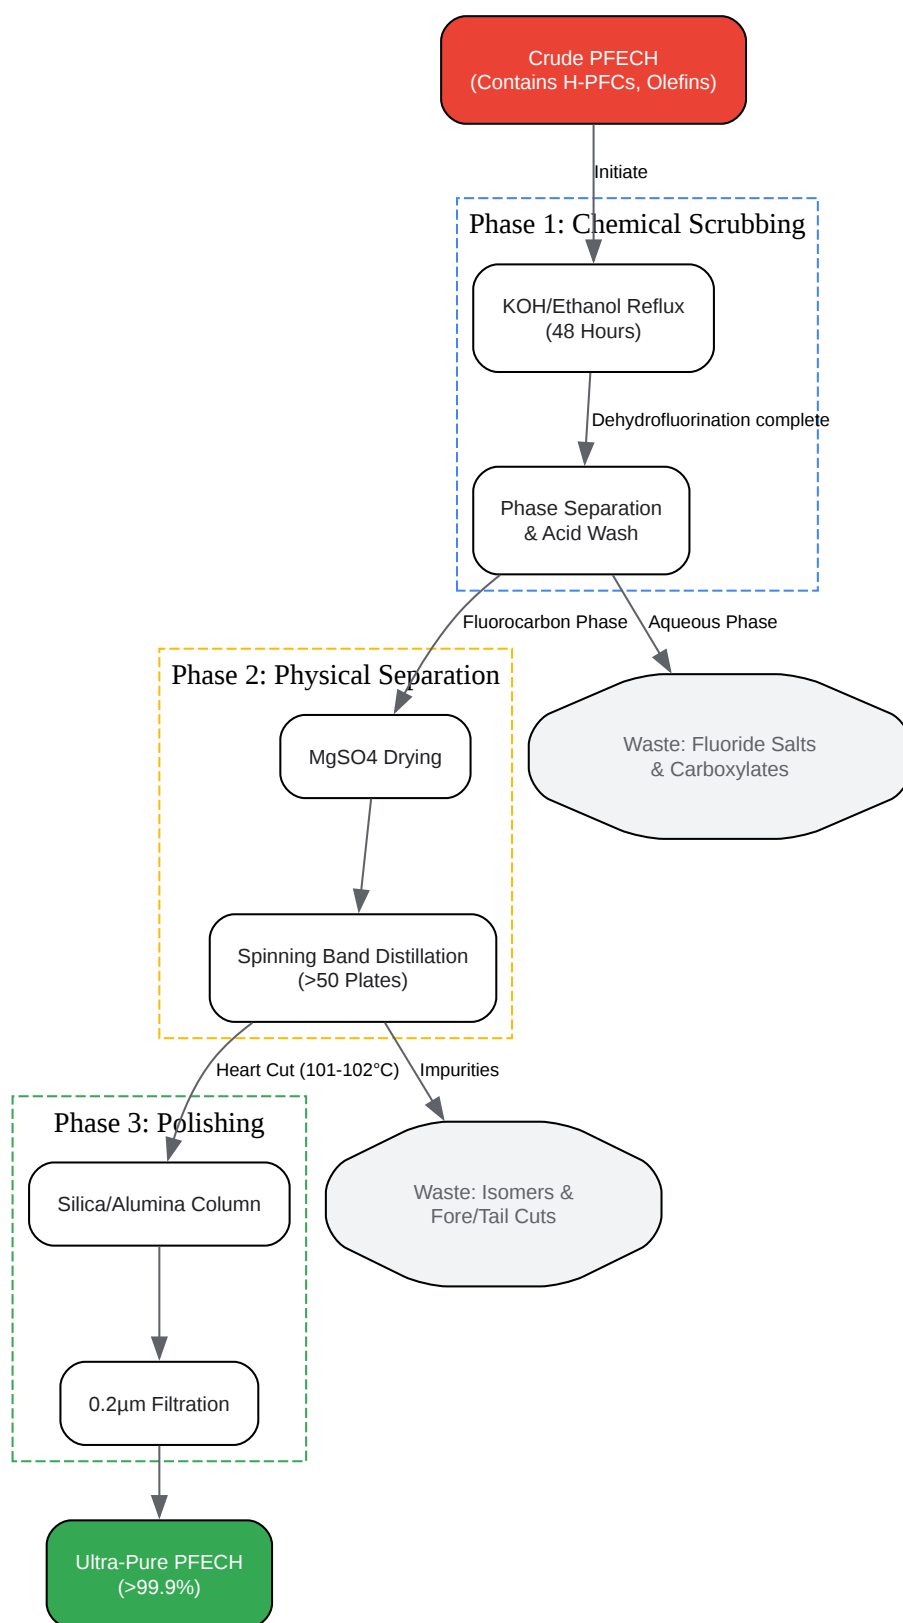 Crude PFECH
(Contains H-PFCs, Olefins)
Initiate
Phase 1: Chemical Scrubbing
KOH/Ethanol Reflux
(48 Hours)
Dehydrofluorination complete
Phase Separation
& Acid Wash
Fluorocarbon Phase
Aqueous Phase
Phase 2: Physical Separation
MgSO4 Drying
Waste: Fluoride Salts
& Carboxylates
Spinning Band Distillation
(>50 Plates)
Heart Cut (101-102°C)
Impurities
Phase 3: Polishing
Silica/Alumina Column
Waste: Isomers &
Fore/Tail Cuts
0.2µm Filtration
Ultra-Pure PFECH
(>99.9%)